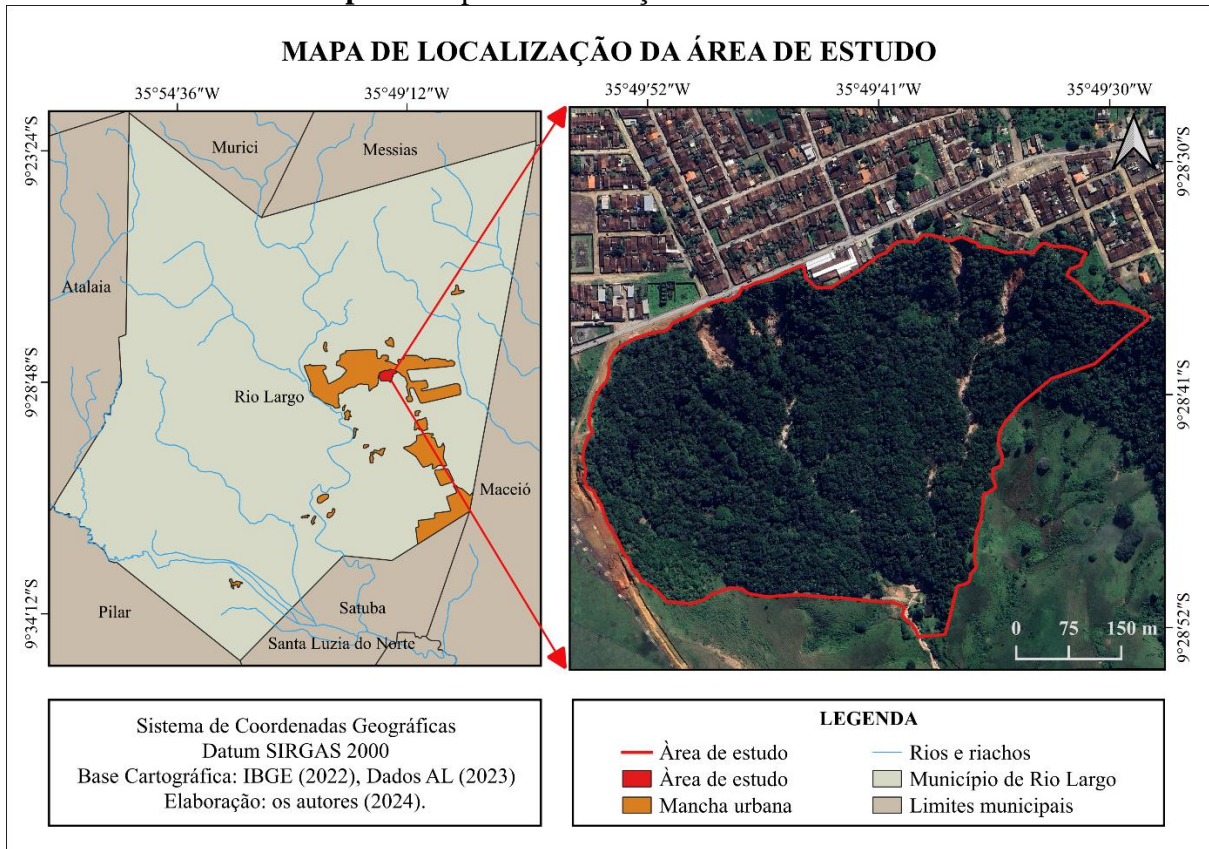 MAPA DE LOCALIZAÇÃO DA ÁREA DE ESTUDO
35°54'36"W
35°49'12"W
35°49'52"W
35°49'41"W
35°49'30"W
9°23'24"S
9°28'48"S
9°34'12"S
Murici
Messias
Atalaia
Rio Largo
Maceió
Pilar
Satuba
Santa Luzia do Norte
9°28'30"S
9°28'41"S
9°28'52"S
0 75 150 m
Sistema de Coordenadas Geográficas
Datum SIRGAS 2000
Base Cartográfica: IBGE (2022), Dados AL (2023)
Elaboração: os autores (2024).
LEGENDA
Àrea de estudo
Àrea de estudo
Mancha urbana
Rios e riachos
Município de Rio Largo
Limites municipais